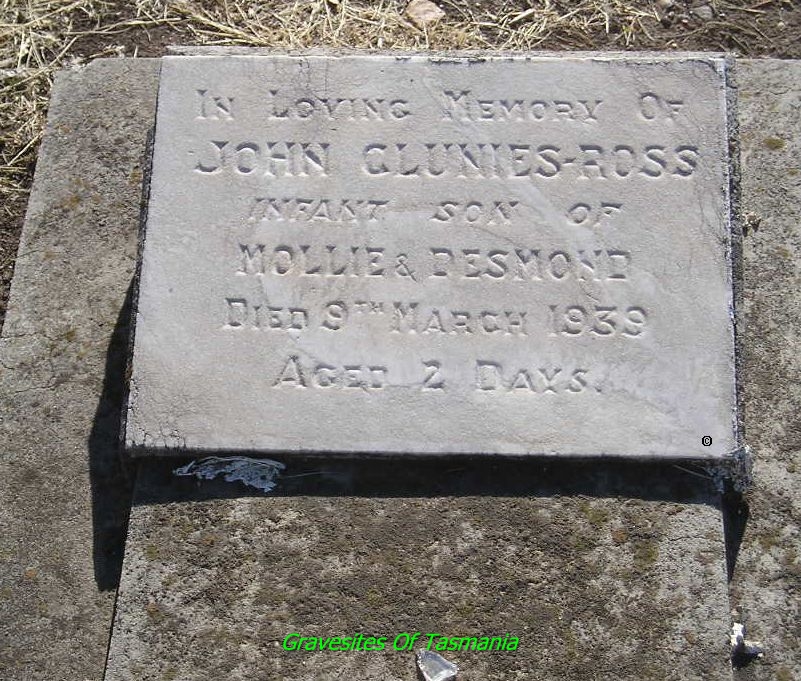 In Loving Memory Of
JOHN CLUNIES-ROSS
INFANT SON OF
MOLLIE & DESMOND
Died 9TH March 1939
Aged 2 Days.
©
Gravesites Of Tasmania